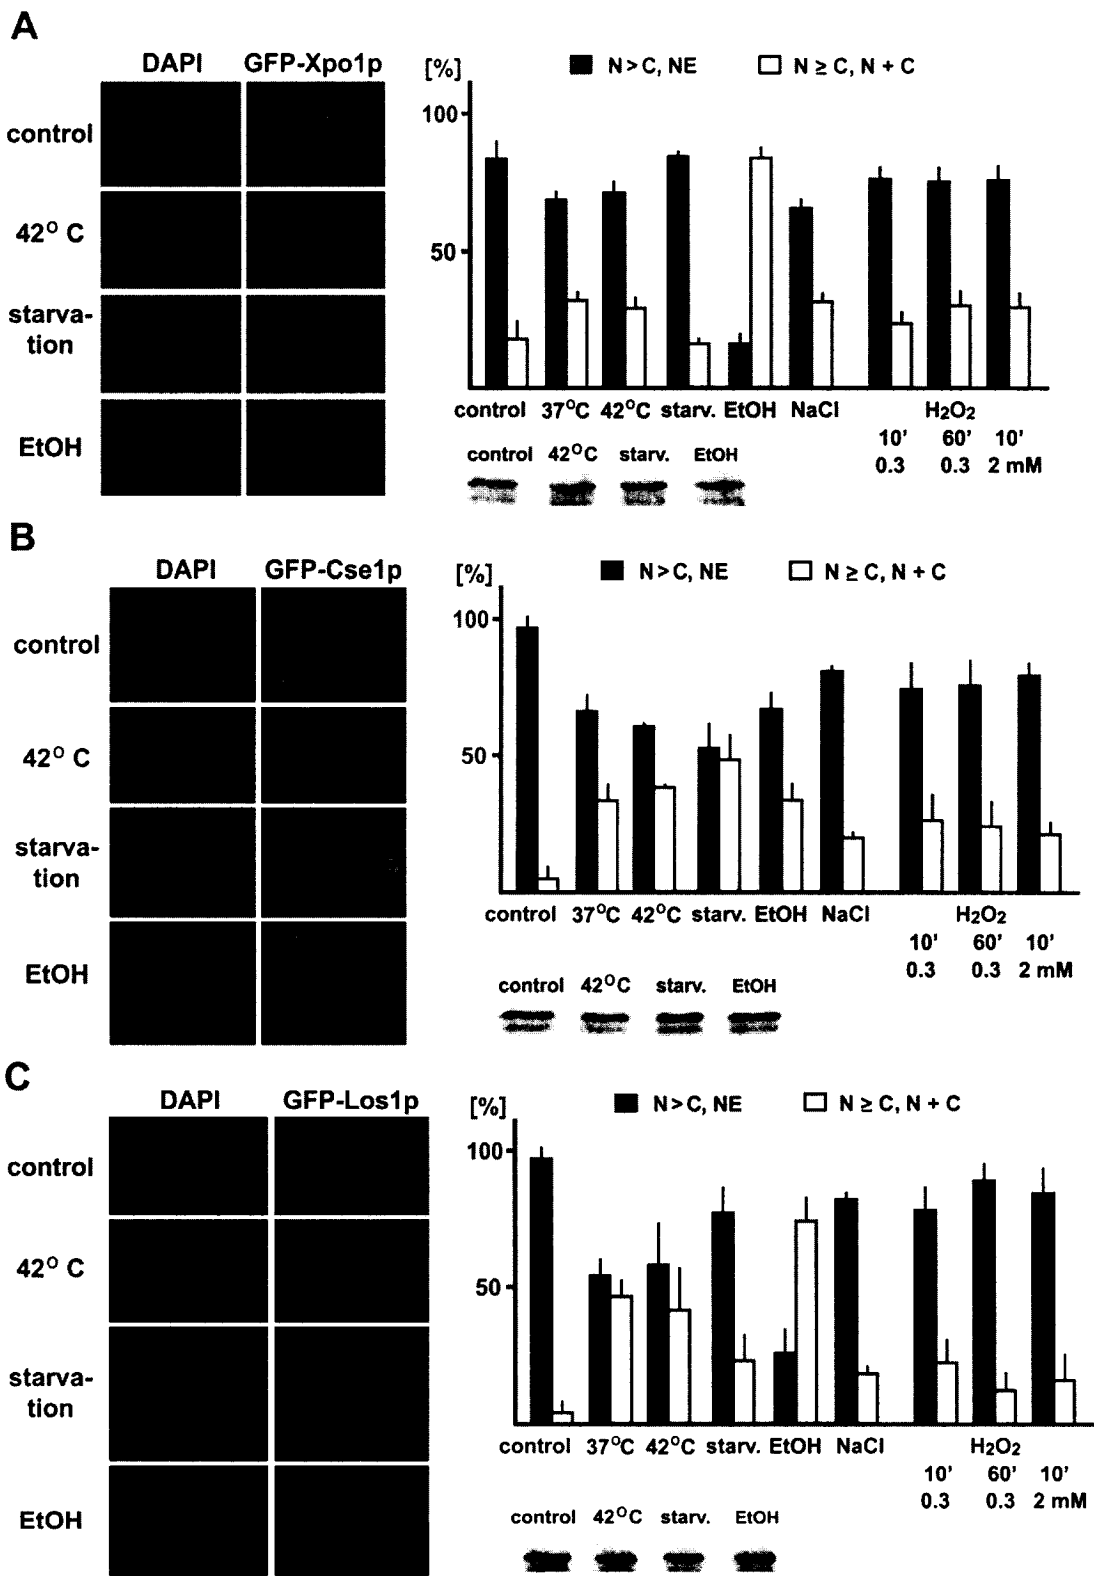 A
DAPI GFP-Xpo1p
control
42° C
starva-
tion
EtOH
[%] N > C, NE N ≥ C, N + C
100
50
control 37°C 42°C starv. EtOH NaCl H₂O₂
10' 60' 10'
0.3 0.3 2 mM
control 42°C starv. EtOH
B
DAPI GFP-Cse1p
control
42° C
starva-
tion
EtOH
[%] N > C, NE N ≥ C, N + C
100
50
control 37°C 42°C starv. EtOH NaCl H₂O₂
10' 60' 10'
0.3 0.3 2 mM
control 42°C starv. EtOH
C
DAPI GFP-Los1p
control
42° C
starva-
tion
EtOH
[%] N > C, NE N ≥ C, N + C
100
50
control 37°C 42°C starv. EtOH NaCl H₂O₂
10' 60' 10'
0.3 0.3 2 mM
control 42°C starv. EtOH